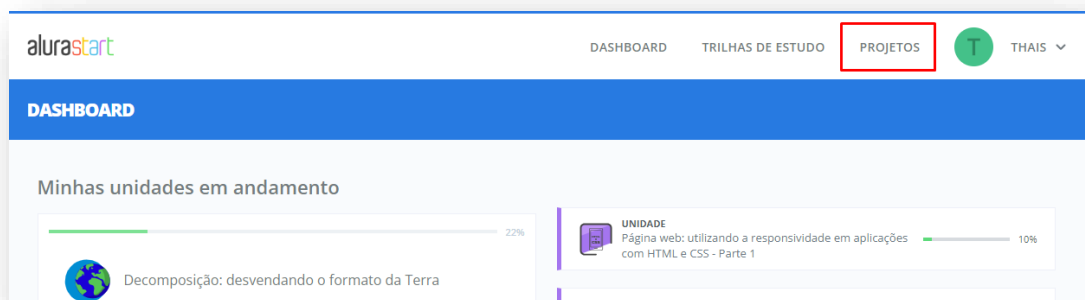 alurastart
DASHBOARD TRILHAS DE ESTUDO PROJETOS T THAIS
DASHBOARD
Minhas unidades em andamento
22%
Decomposição: desvendando o formato da Terra
UNIDADE
Página web: utilizando a responsividade em aplicações
com HTML e CSS - Parte 1
10%